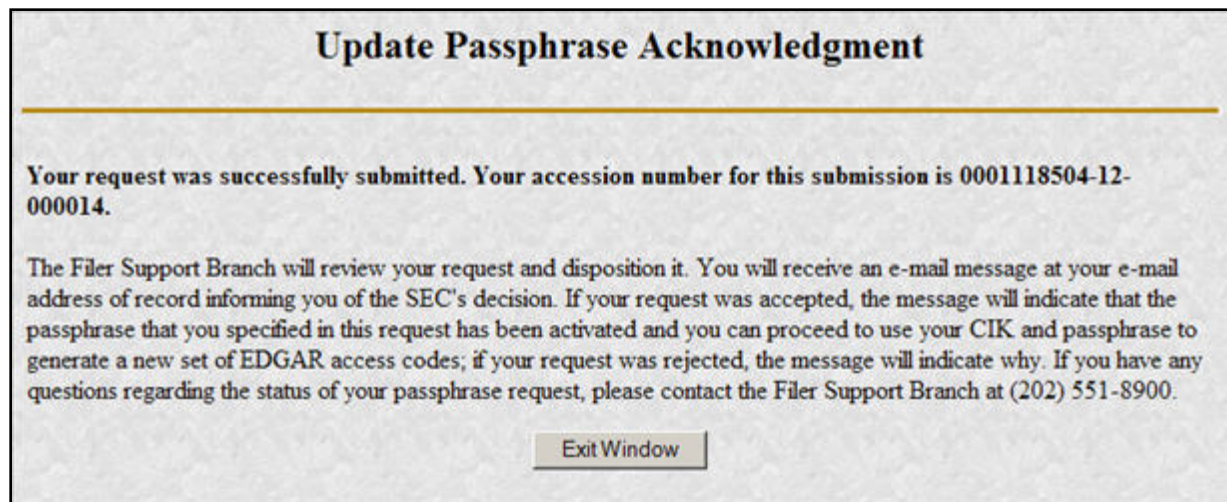 Update Passphrase Acknowledgment
Your request was successfully submitted. Your accession number for this submission is 0001118504-12-
000014.
The Filer Support Branch will review your request and disposition it. You will receive an e-mail message at your e-mail
address of record informing you of the SEC's decision. If your request was accepted, the message will indicate that the
passphrase that you specified in this request has been activated and you can proceed to use your CIK and passphrase to
generate a new set of EDGAR access codes; if your request was rejected, the message will indicate why. If you have any
questions regarding the status of your passphrase request, please contact the Filer Support Branch at (202) 551-8900.
Exit Window